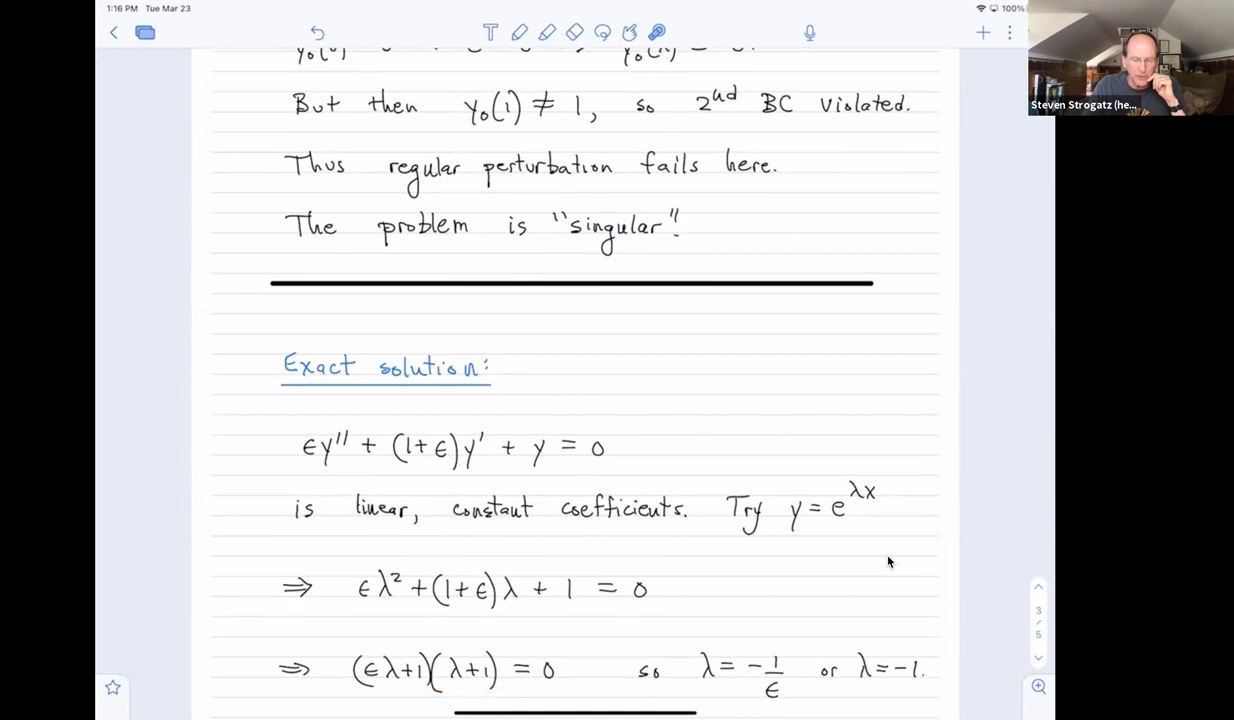 1:16 PM Tue Mar 23
100%
But then y₀(1) ≠ 1, so 2nd BC violated.
Steven Strogatz (he...
Thus regular perturbation fails here.
The problem is "singular".
Exact solution:
ϵy'' + (1+ϵ)y' + y = 0
is linear, constant coefficients. Try y = e^λx
⇒ ϵλ² + (1+ϵ)λ + 1 = 0
⇒ (ϵλ+1)(λ+1) = 0 so λ = -1/ϵ or λ = -1.
3
/
5